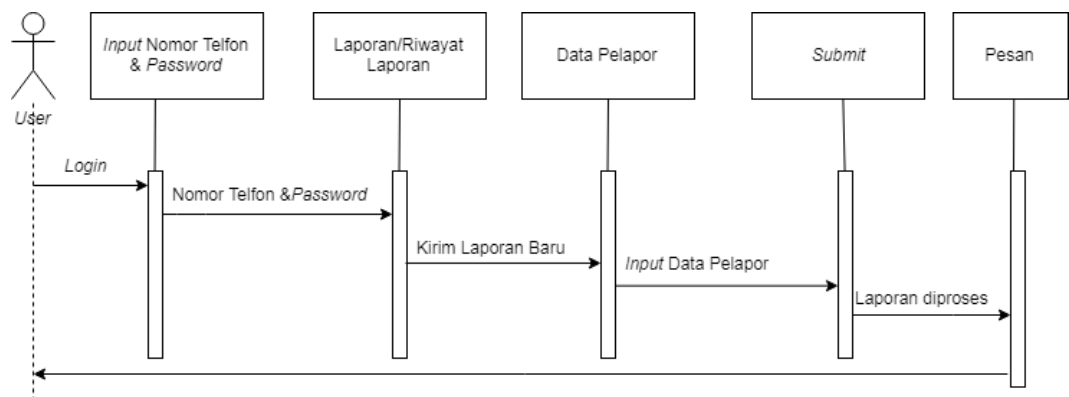 Input Nomor Telfon
& Password
Laporan/Riwayat
Laporan
Data Pelapor
Submit
Pesan
User
Login
Nomor Telfon &Password
Kirim Laporan Baru
Input Data Pelapor
Laporan diproses